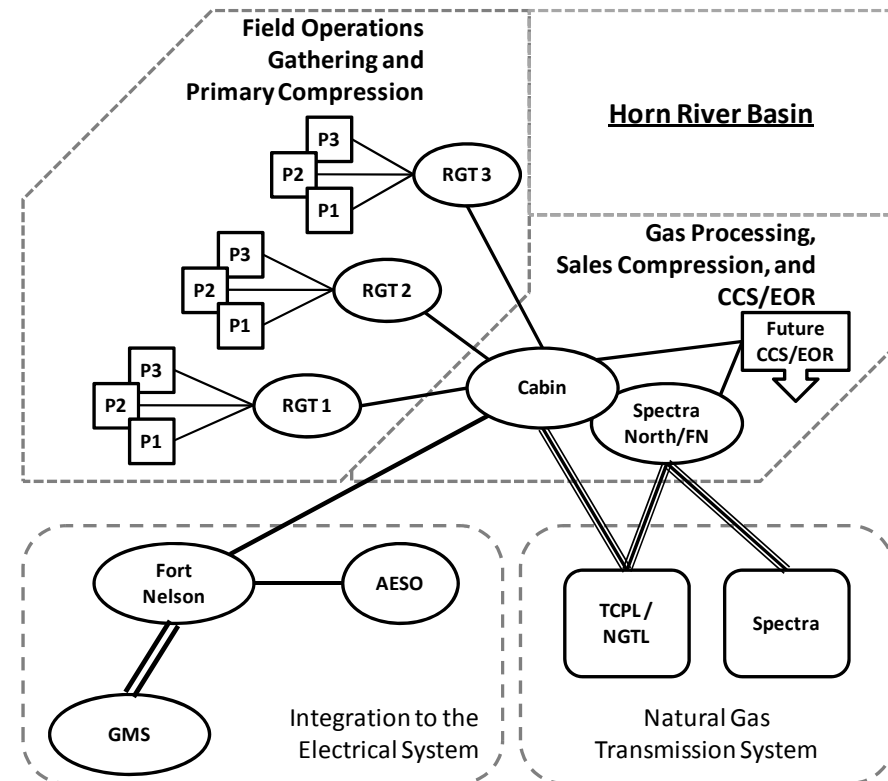 Field Operations
Gathering and
Primary Compression
Horn River Basin
P3
P2
P1
RGT 3
Gas Processing,
Sales Compression, and
CCS/EOR
P3
P2
P1
RGT 2
Future
CCS/EOR
P3
P2
P1
RGT 1
Cabin
Spectra
North/FN
Fort
Nelson
AESO
TCPL /
NGTL
Spectra
GMS
Integration to the
Electrical System
Natural Gas
Transmission System